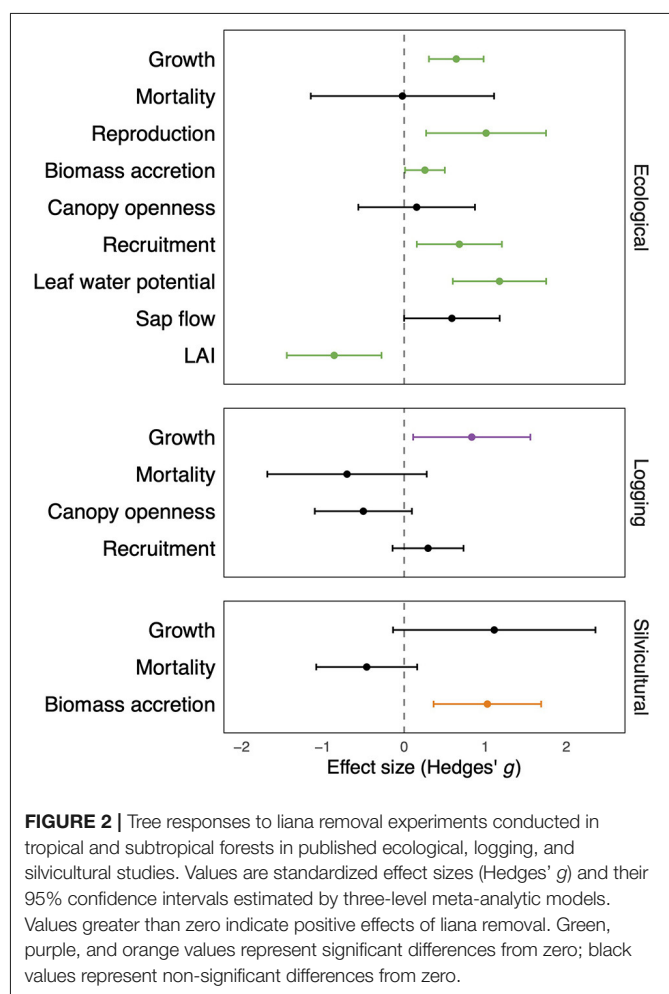 Growth
Mortality
Reproduction
Biomass accretion
Canopy openness
Recruitment
Leaf water potential
Sap flow
LAI
Ecological
Growth
Mortality
Canopy openness
Recruitment
Logging
Growth
Mortality
Biomass accretion
Silvicultural
−2 −1 0 1 2
Effect size (Hedges' g)
FIGURE 2 | Tree responses to liana removal experiments conducted in
tropical and subtropical forests in published ecological, logging, and
silvicultural studies. Values are standardized effect sizes (Hedges' g) and their
95% confidence intervals estimated by three-level meta-analytic models.
Values greater than zero indicate positive effects of liana removal. Green,
purple, and orange values represent significant differences from zero; black
values represent non-significant differences from zero.